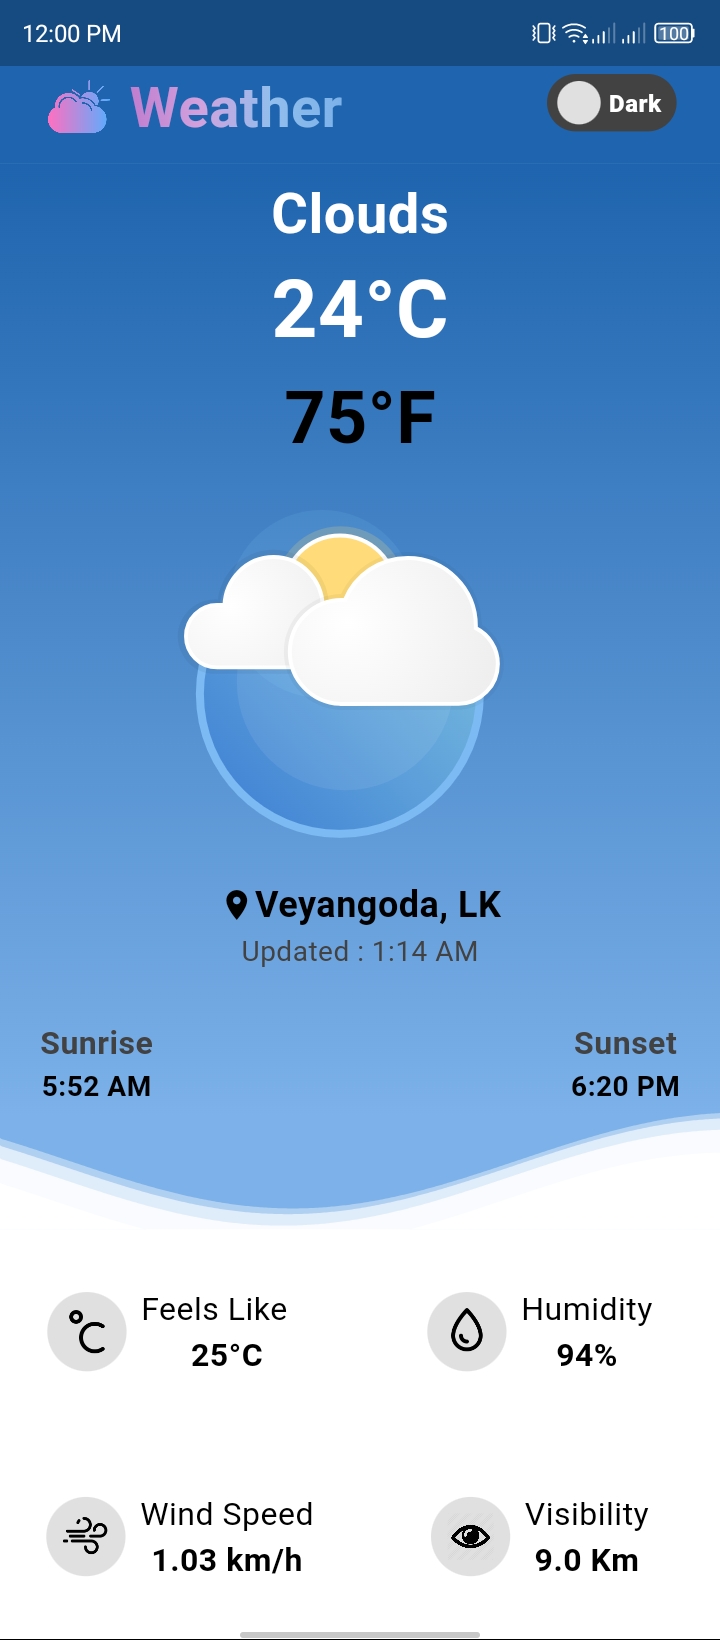 12:00 PM 100
Weather Dark
Clouds
24°C
75°F
Veyangoda, LK
Updated : 1:14 AM
Sunrise Sunset
5:52 AM 6:20 PM
Feels Like Humidity
25°C 94%
Wind Speed Visibility
1.03 km/h 9.0 Km